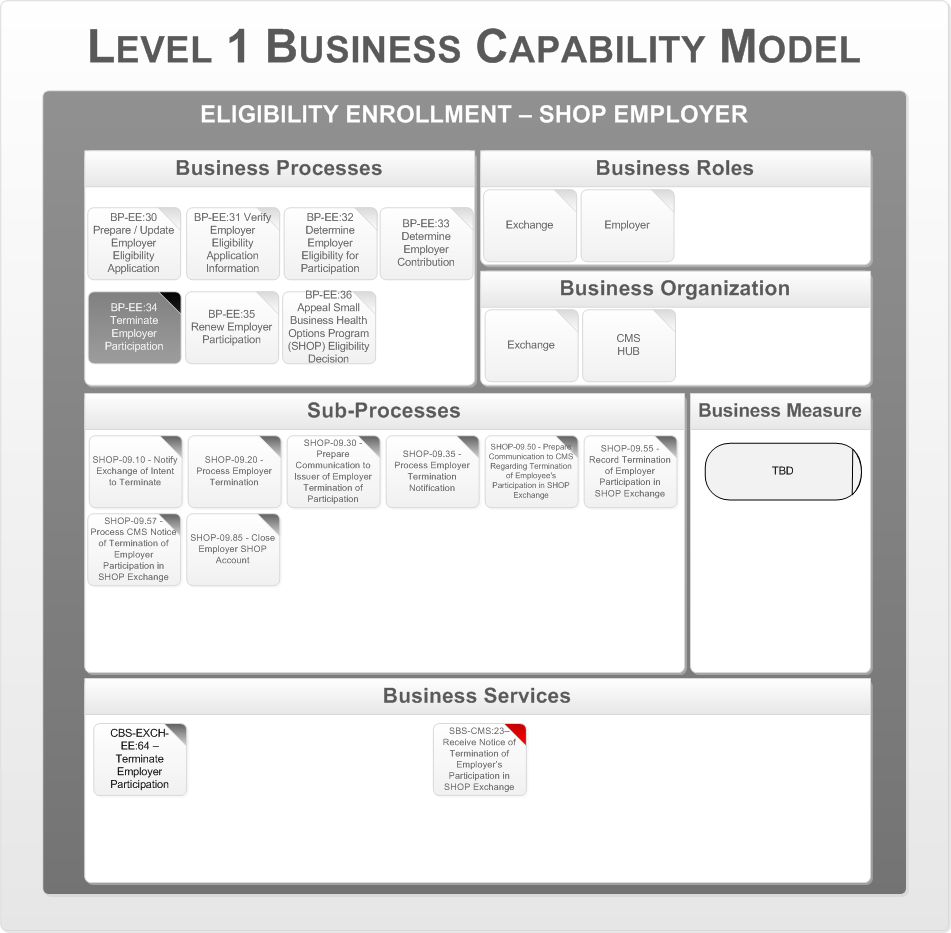 LEVEL 1 BUSINESS CAPABILITY MODEL
ELIGIBILITY ENROLLMENT – SHOP EMPLOYER
Business Processes
BP-EE:30
Prepare / Update
Employer
Eligibility
Application
BP-EE:31 Verify
Employer
Eligibility
Application
Information
BP-EE:32
Determine
Employer
Eligibility for
Participation
BP-EE:33
Determine
Employer
Contribution
BP-EE:34
Terminate
Employer
Participation
BP-EE:35
Renew Employer
Participation
BP-EE:36
Appeal Small
Business Health
Options Program
(SHOP) Eligibility
Decision
Business Roles
Exchange
Employer
Business Organization
Exchange
CMS
HUB
Sub-Processes
SHOP-09.10 - Notify
Exchange of Intent
to Terminate
SHOP-09.20 -
Process Employer
Termination
SHOP-09.30 -
Prepare
Communication to
Issuer of Employer
Termination of
Participation
SHOP-09.35 -
Process Employer
Termination
Notification
SHOP-09.50 - Prepare
Communication to CMS
Regarding Termination
of Employee's
Participation in SHOP
Exchange
SHOP-09.55 -
Record Termination
of Employer
Participation in
SHOP Exchange
SHOP-09.57 -
Process CMS Notice
of Termination of
Employer
Participation in
SHOP Exchange
SHOP-09.85 - Close
Employer SHOP
Account
Business Measure
TBD
Business Services
CBS-EXCH-
EE:64 –
Terminate
Employer
Participation
SBS-CMS:23–
Receive Notice of
Termination of
Employer's
Participation in
SHOP Exchange